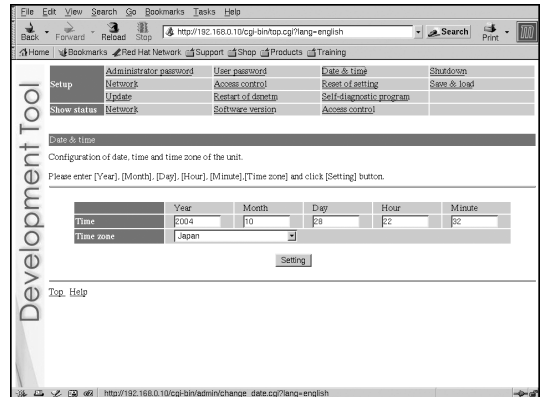 File Edit View Search Go Bookmarks Tasks Help
Back Forward Reload Stop http://192.168.0.10/cgi-bin/top.cgi?lang=english Search Print
Home Bookmarks Red Hat Network Support Shop Products Training
Development Tool
Administrator password User password Date & time Shutdown
Setup Network Access control Reset of setting Save & load
Update Restart of dsnetm Self-diagnostic program
Show status Network Software version Access control
Date & time
Configuration of date, time and time zone of the unit.
Please enter [Year], [Month], [Day], [Hour], [Minute],[Time zone] and click [Setting] button.
Year Month Day Hour Minute
Time 2004 10 28 22 32
Time zone Japan
Setting
Top Help
http://192.168.0.10/cgi-bin/admin/change_date.cgi?lang=english